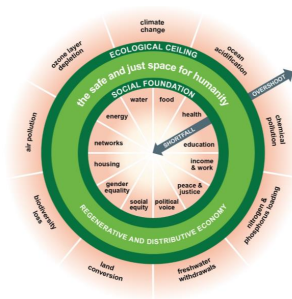 climate
change
ozone layer
depletion
ocean
acidification
ECOLOGICAL CEILING
OVERSHOOT
the safe and just space for humanity
SOCIAL FOUNDATION
water
food
energy
health
SHORTFALL
air pollution
chemical
pollution
networks
education
housing
income
& work
gender
equality
peace &
justice
social
equity
political
voice
biodiversity
loss
nitrogen &
phosphorus loading
REGENERATIVE AND DISTRIBUTIVE ECONOMY
land
conversion
freshwater
withdrawals